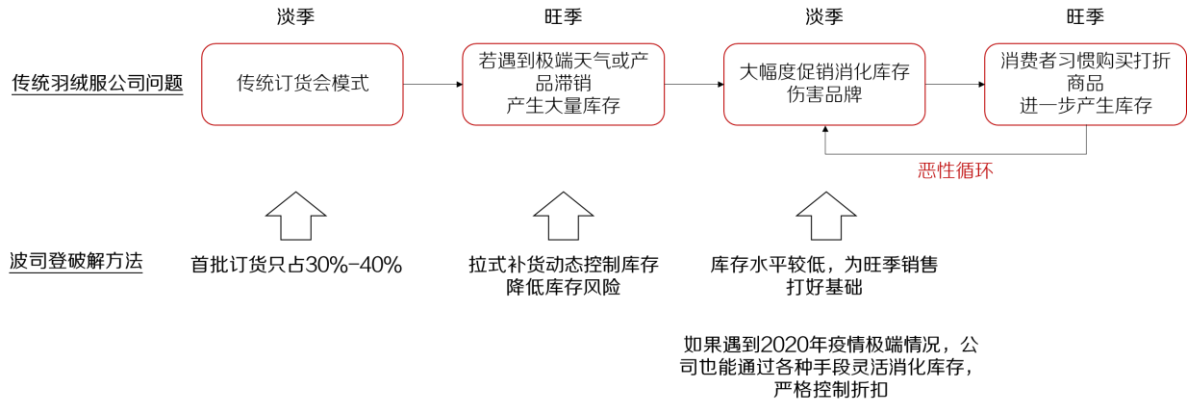 淡季
旺季
淡季
旺季
传统羽绒服公司问题
传统订货会模式
若遇到极端天气或产
品滞销
产生大量库存
大幅度促销消化库存
伤害品牌
消费者习惯购买打折
商品
进一步产生库存
恶性循环
波司登破解方法
首批订货只占30%-40%
拉式补货动态控制库存
降低库存风险
库存水平较低，为旺季销售
打好基础
如果遇到2020年疫情极端情况，公
司也能通过各种手段灵活消化库存，
严格控制折扣